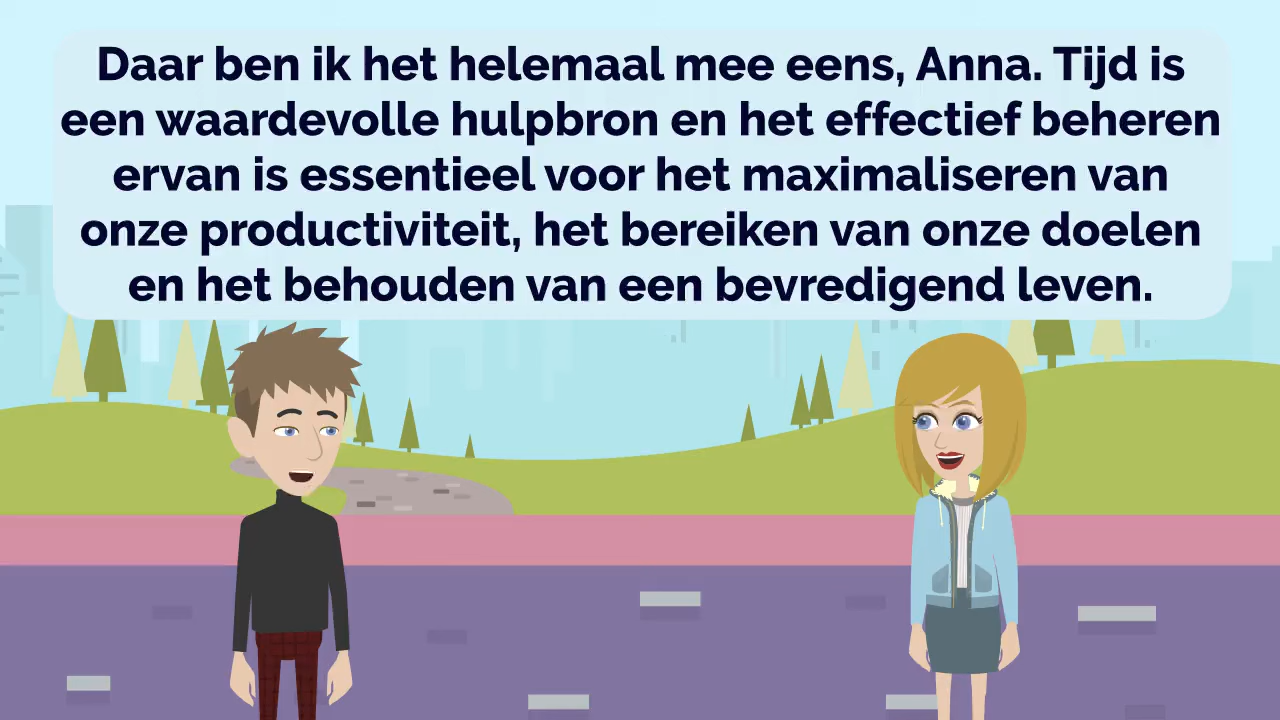 Daar ben ik het helemaal mee eens, Anna. Tijd is
een waardevolle hulpbron en het effectief beheren
ervan is essentieel voor het maximaliseren van
onze productiviteit, het bereiken van onze doelen
en het behouden van een bevredigend leven.